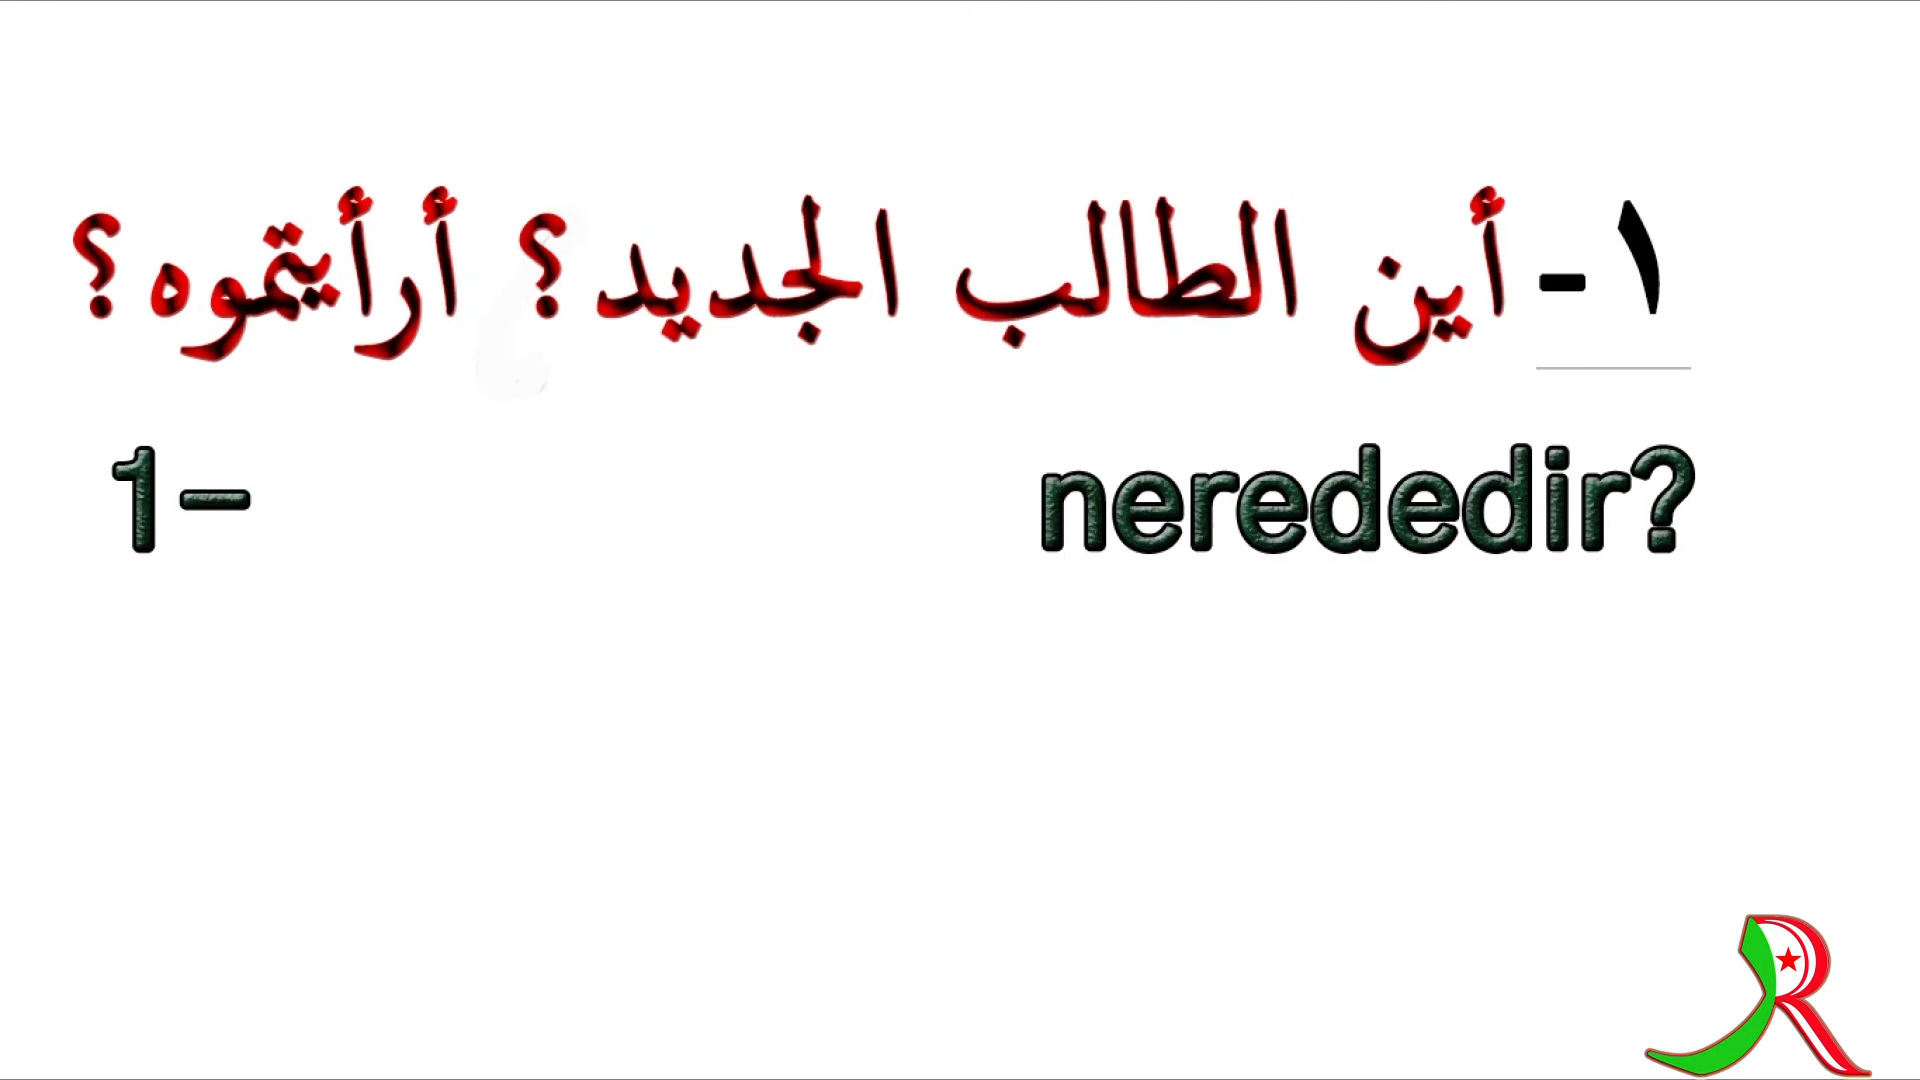 ١- أين الطالب الجديد؟ أرأيتموه؟
1– nerededir?